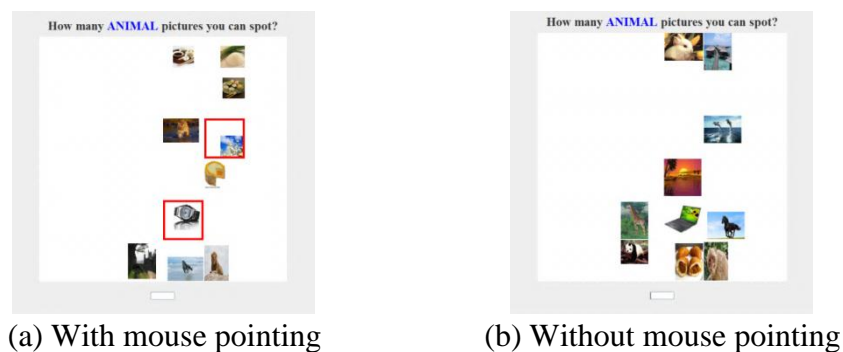 How many ANIMAL pictures you can spot?
How many ANIMAL pictures you can spot?
(a) With mouse pointing
(b) Without mouse pointing